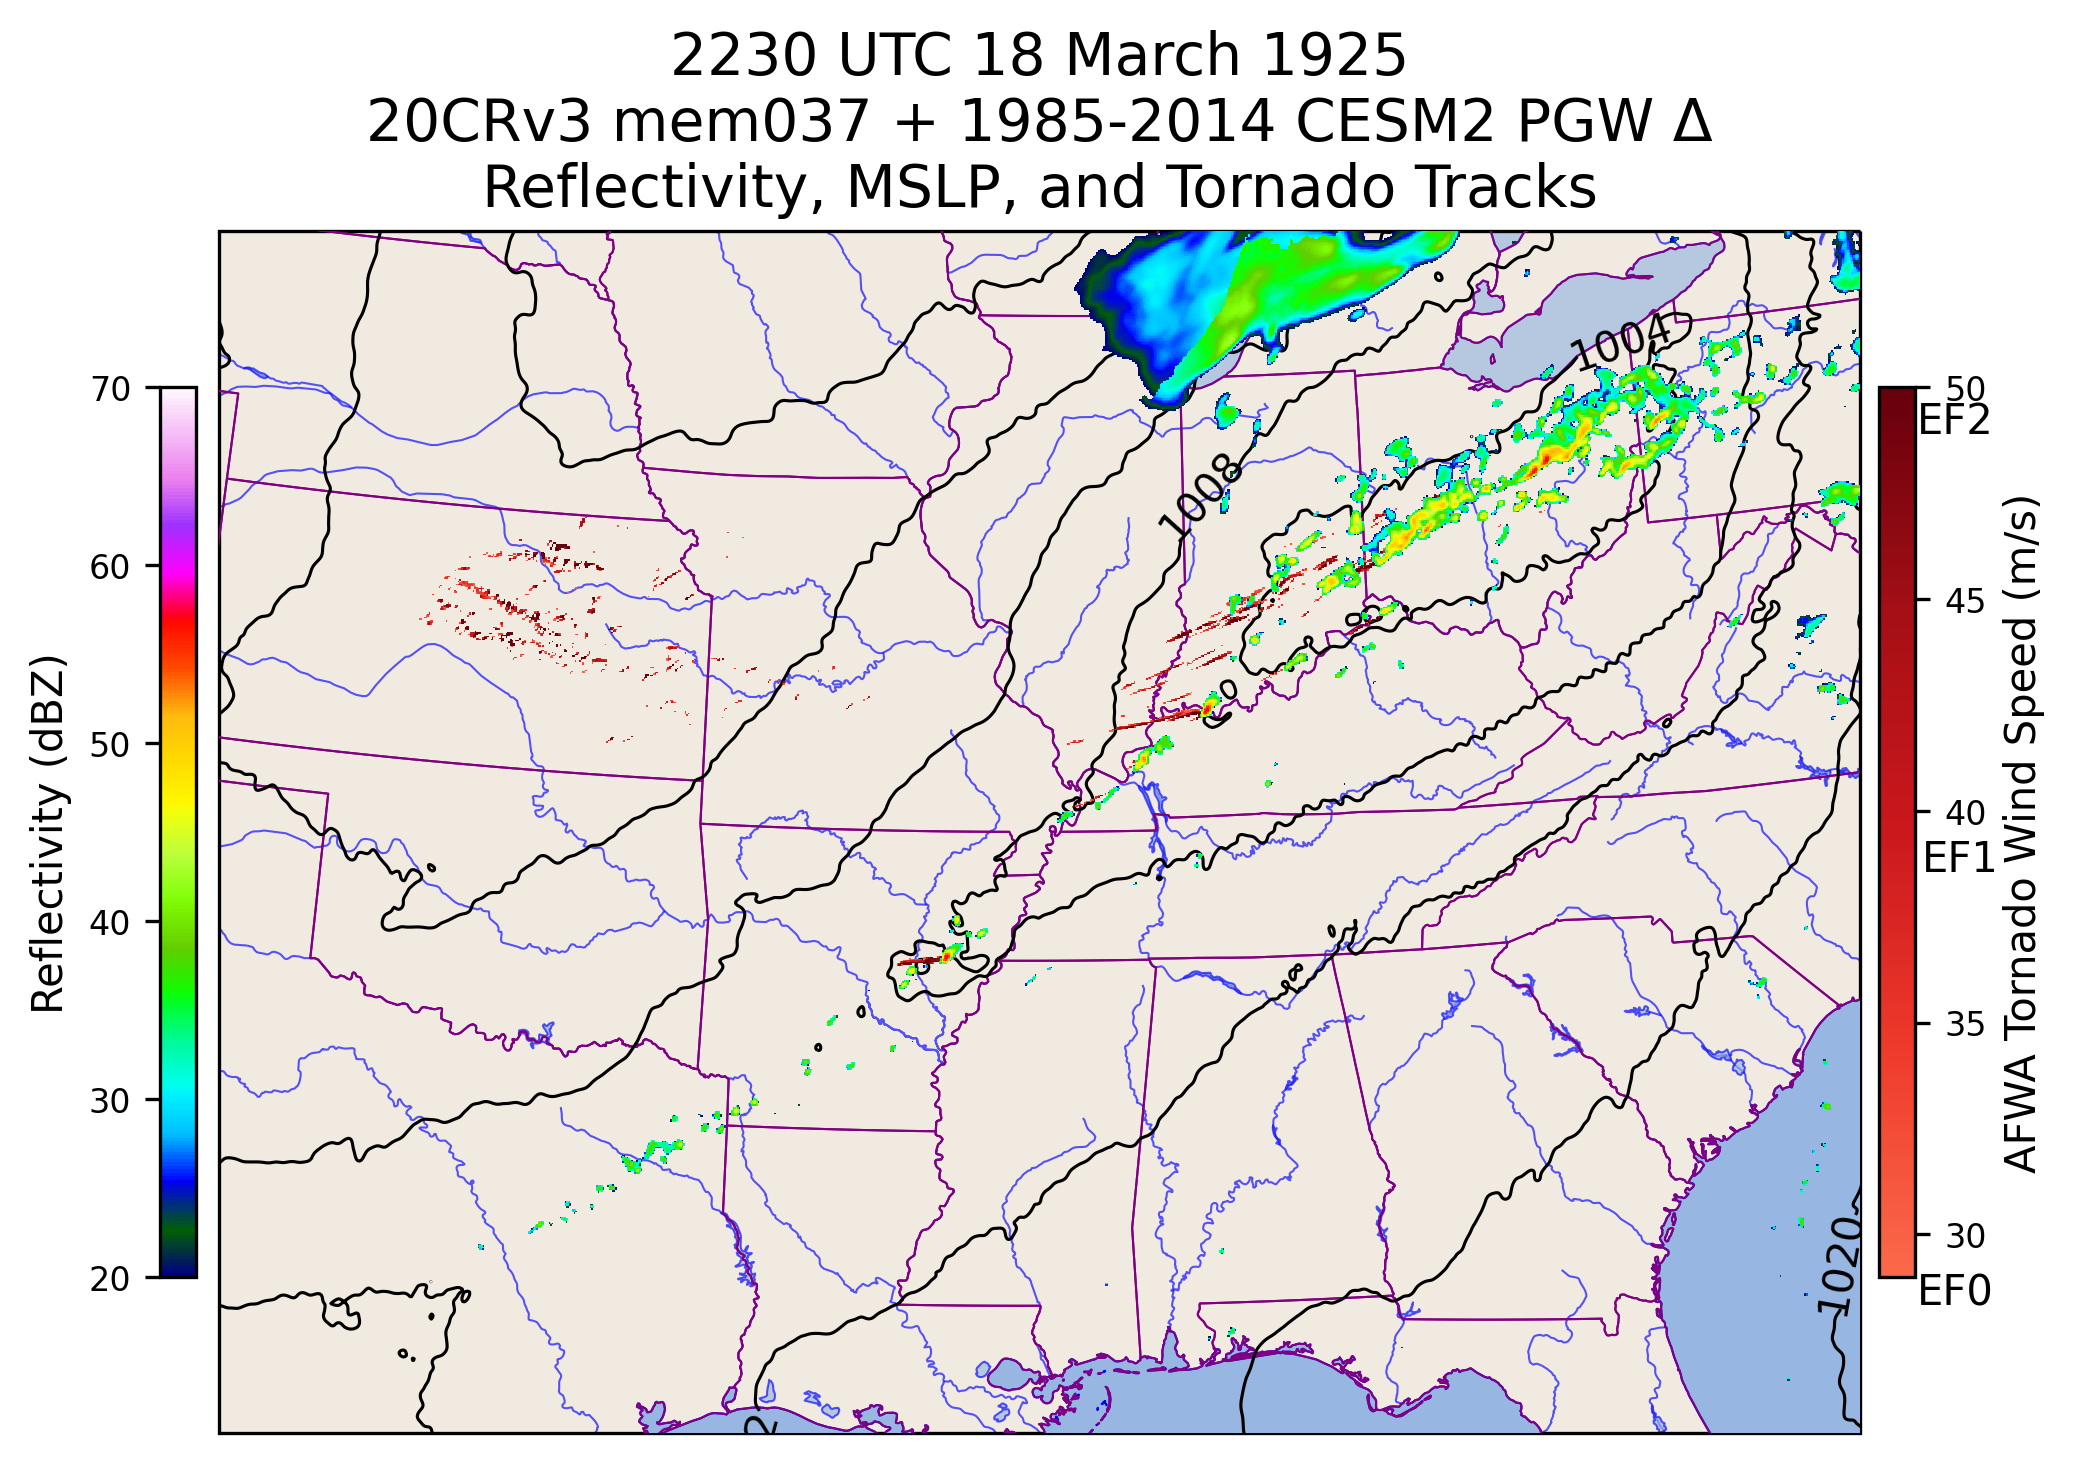 2230 UTC 18 March 1925
20CRv3 mem037 + 1985-2014 CESM2 PGW Δ
Reflectivity, MSLP, and Tornado Tracks
70
60
50
40
30
20
Reflectivity (dBZ)
1004
1008
1020
2
50
EF2
45
40
EF1
35
30
EF0
AFWA Tornado Wind Speed (m/s)